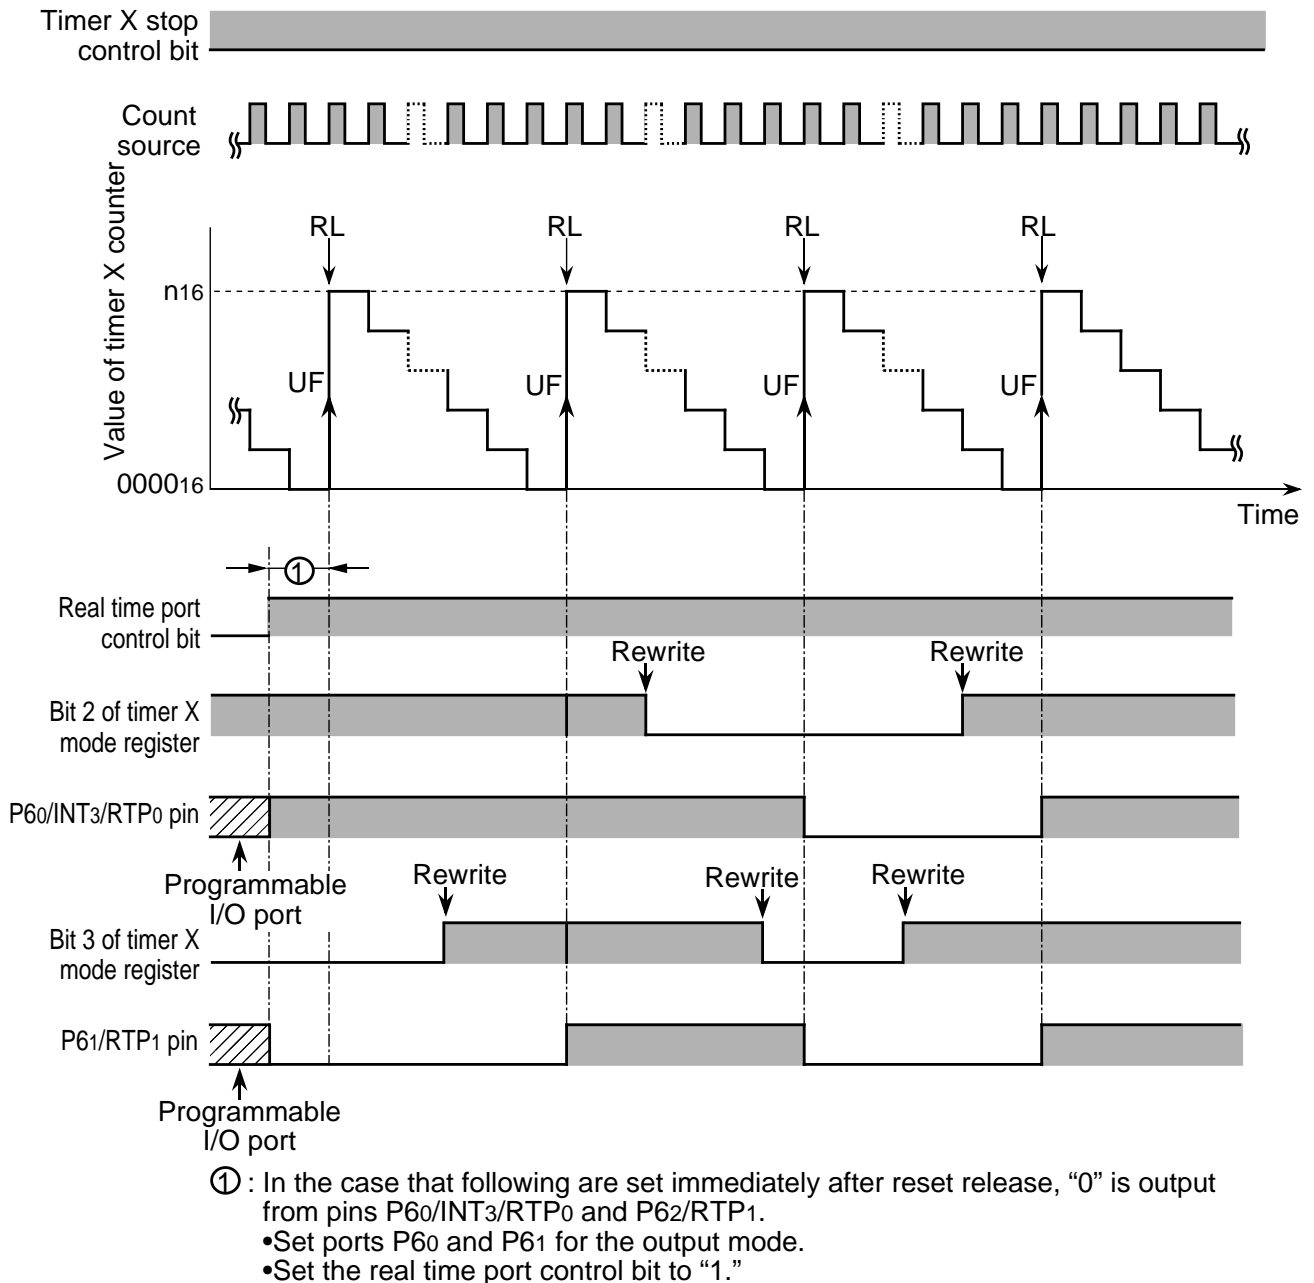 Timer X stop
control bit
Count
source
Value of timer X counter
RL RL RL RL
n16
UF UF UF UF
000016
Time
①
Real time port
control bit
Rewrite Rewrite
Bit 2 of timer X
mode register
P60/INT3/RTP0 pin
Programmable
I/O port
Rewrite Rewrite Rewrite
Bit 3 of timer X
mode register
P61/RTP1 pin
Programmable
I/O port
① : In the case that following are set immediately after reset release, “0” is output
from pins P60/INT3/RTP0 and P62/RTP1.
•Set ports P60 and P61 for the output mode.
•Set the real time port control bit to “1.”